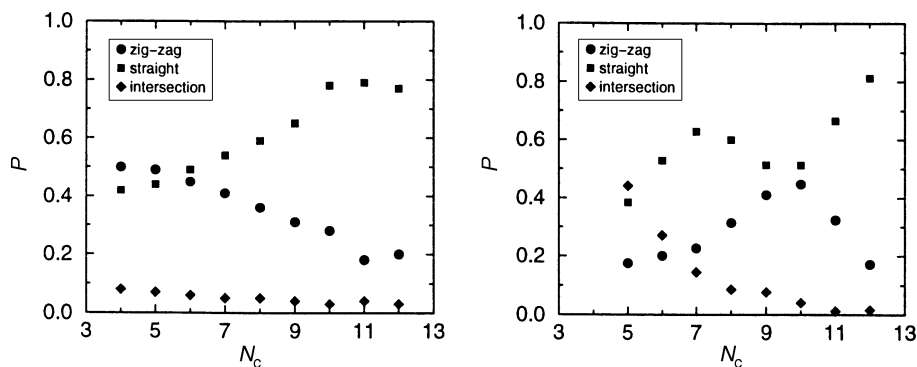 1.0
0.8
0.6
0.4
0.2
0.0
P
zig-zag
straight
intersection
3 5 7 9 11 13
Nc
1.0
0.8
0.6
0.4
0.2
0.0
P
zig-zag
straight
intersection
3 5 7 9 11 13
Nc